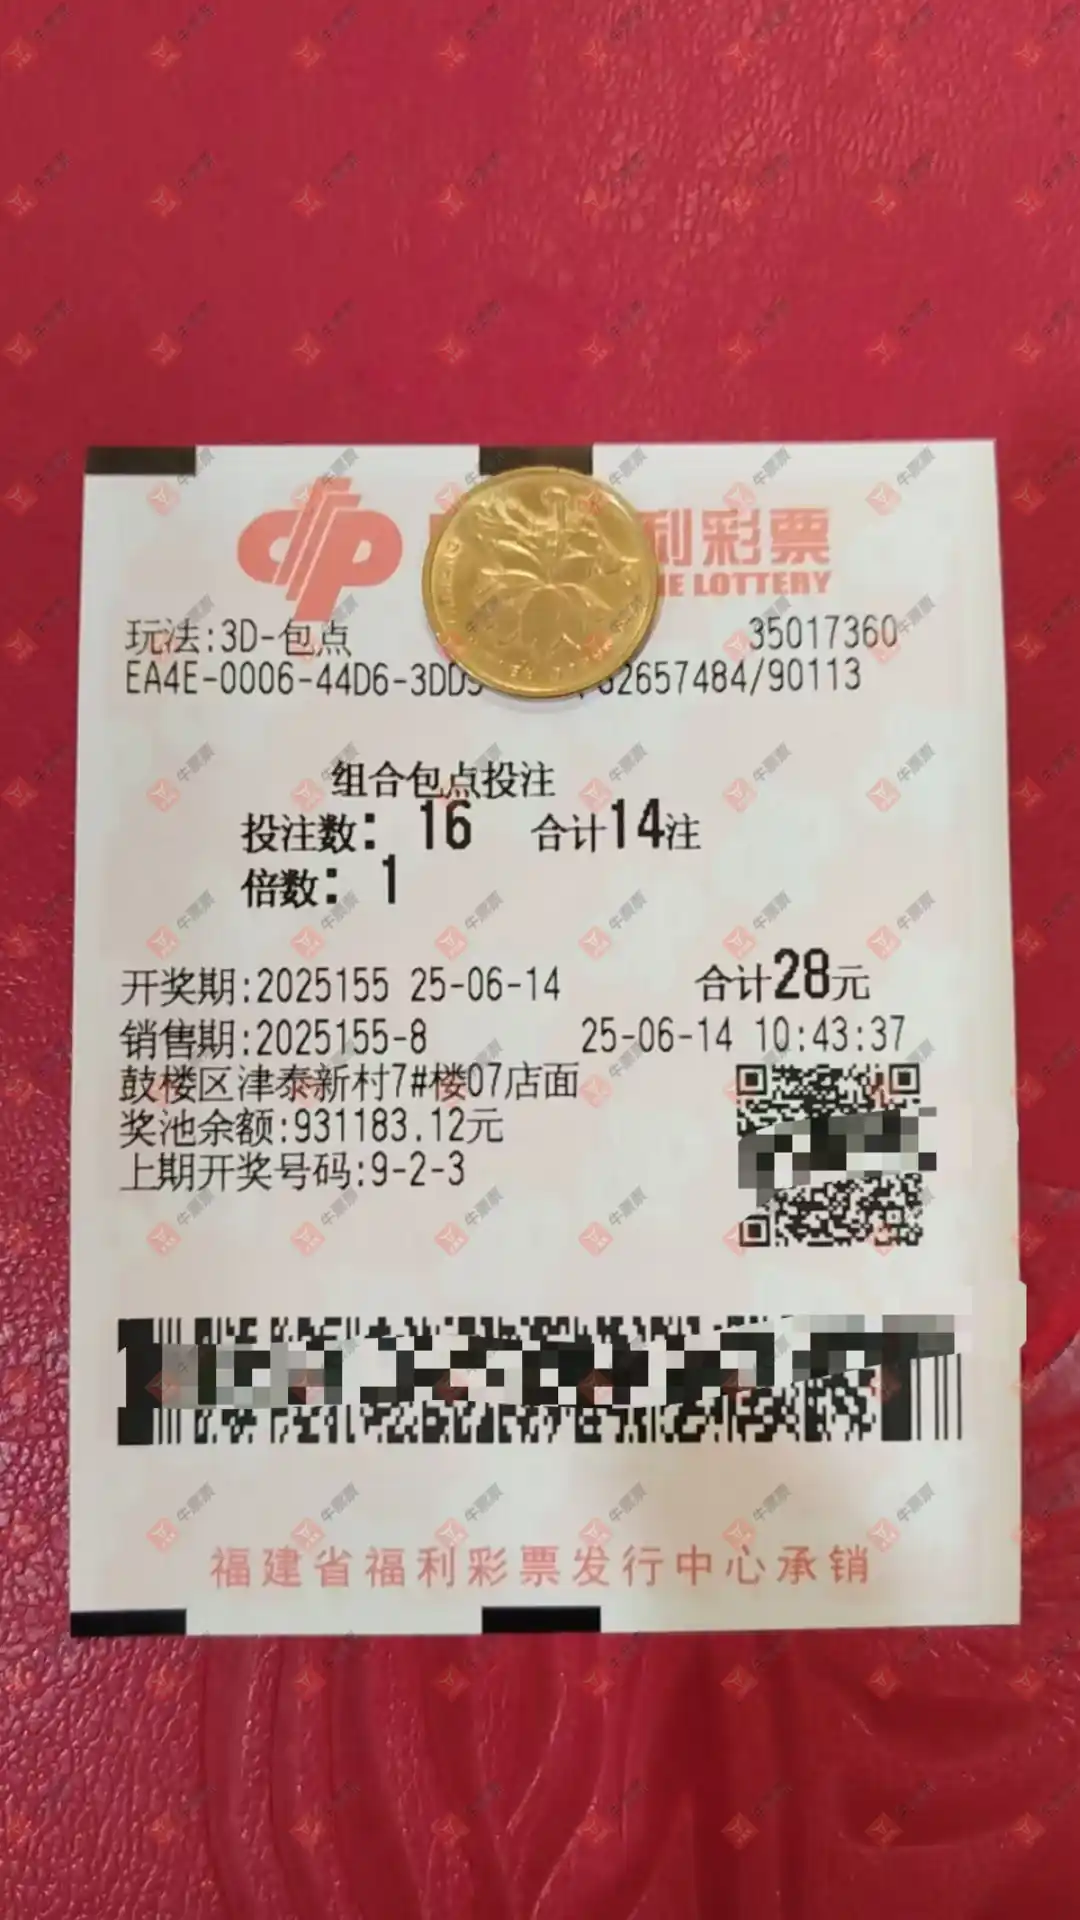 利彩票
E LOTTERY
玩法:3D-包点 35017360
EA4E-0006-44D6-3DD 2657484/90113
组合包点投注
投注数: 16 合计14注
倍数: 1
开奖期:2025155 25-06-14 合计28元
销售期:2025155-8 25-06-14 10:43:37
鼓楼区津泰新村7#楼07店面
奖池余额:931183.12元
上期开奖号码:9-2-3
福建省福利彩票发行中心承销
牛票票